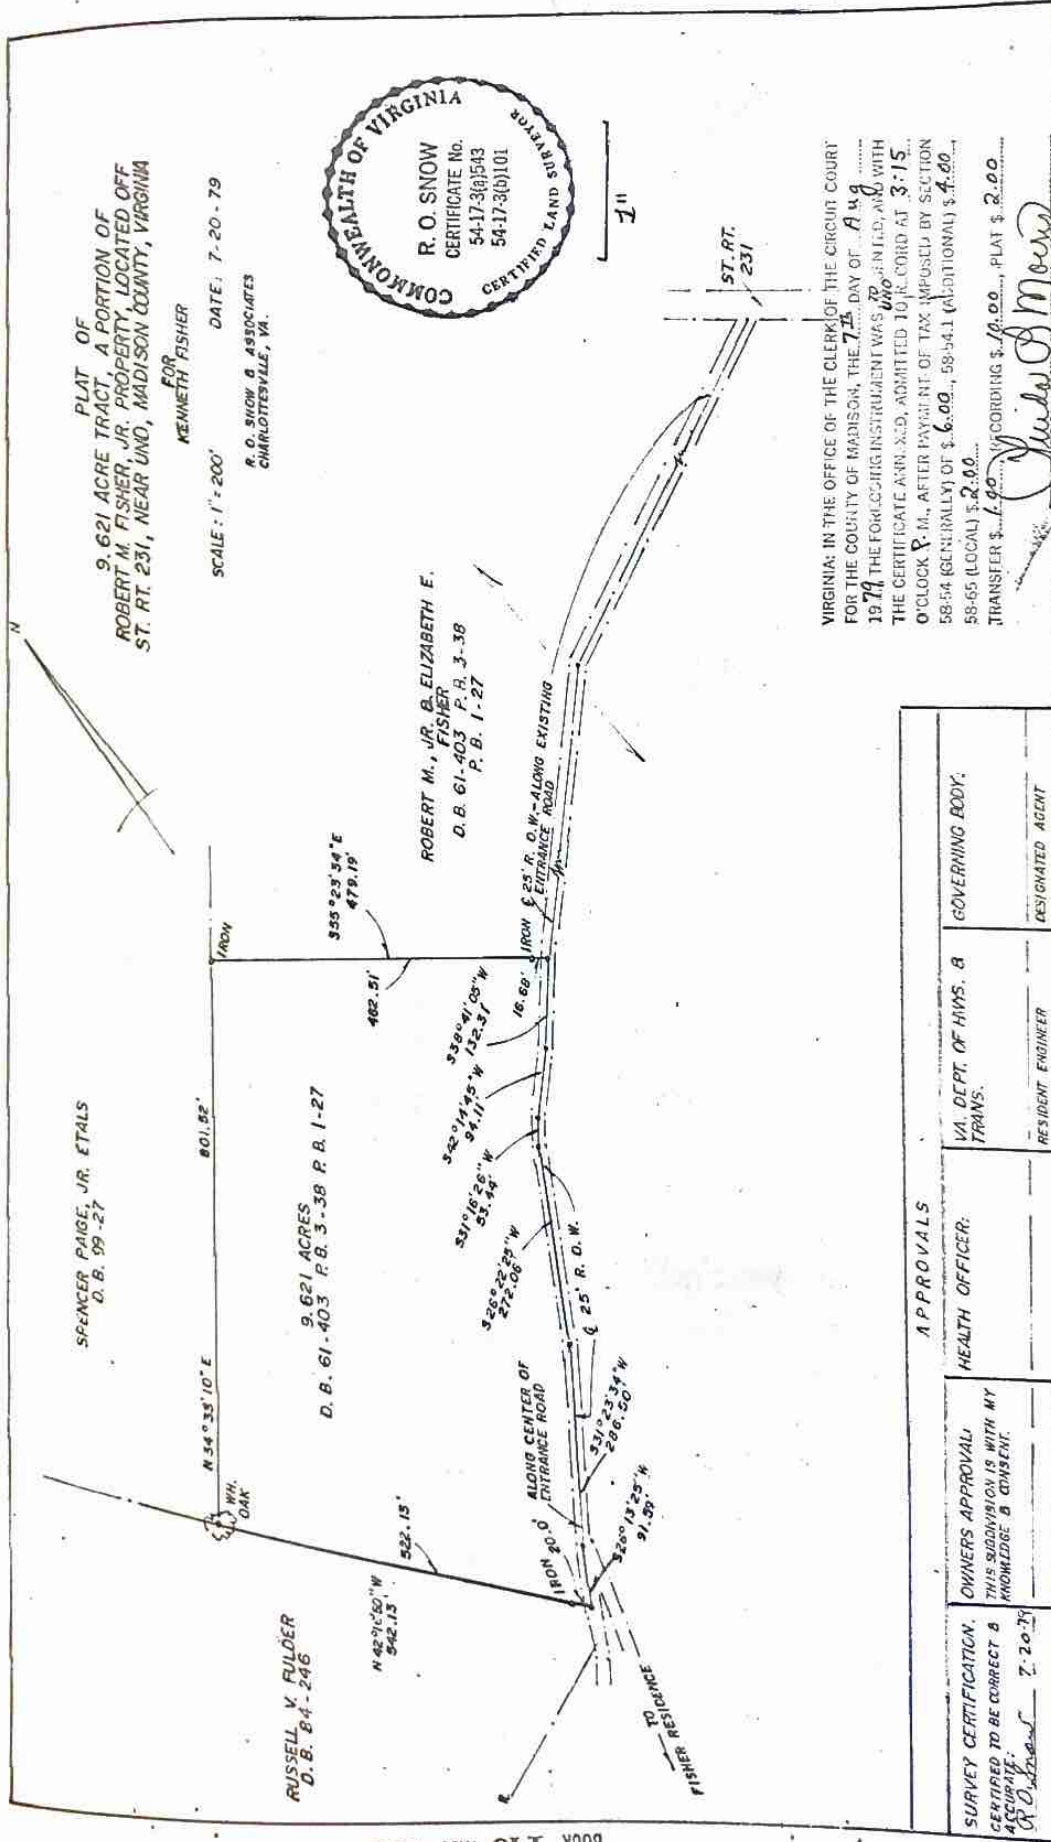 PLAT OF
9.621 ACRE TRACT, A PORTION OF
ROBERT M. FISHER, JR. PROPERTY, LOCATED OFF
ST. RT. 231, NEAR UNO, MADISON COUNTY, VIRGINIA
FOR
KENNETH FISHER
SCALE: 1"=200' DATE: 7-20-79
R. O. SNOW & ASSOCIATES
CHARLOTTESVILLE, VA.
COMMONWEALTH OF VIRGINIA
R. O. SNOW
CERTIFICATE No.
54-17-3(a)543
54-17-3(b)101
CERTIFIED LAND SURVEYOR
1"
N
SPENCER PAIGE, JR. ETALS
D. B. 99-27
N 34° 33' 10" E
801.52'
IRON
WH.
OAK
RUSSELL V. FULDER
D. B. 84-246
542.13'
522.13'
9.621 ACRES
D. B. 61-403 P. B. 3-38 P. B. 1-27
S55° 23' 54" E
479.19'
462.51'
16.68'
IRON
ROBERT M., JR. & ELIZABETH E.
FISHER
D. B. 61-403 P. B. 3-38
P. B. 1-27
℄ 25' R. O. W.-ALONG EXISTING
ENTRANCE ROAD
S38° 41' 05" W
132.31'
S42° 14' 45" W
94.11'
S31° 16' 26" W
53.44'
S26° 22' 25" W
272.06'
℄ 25' R. O. W.
S31° 23' 34" W
286.50'
S26° 13' 25" W
91.59'
ALONG CENTER OF
ENTRANCE ROAD
IRON 20.0'
TO
FISHER RESIDENCE
ST. RT.
231
VIRGINIA: IN THE OFFICE OF THE CLERK OF THE CIRCUIT COURT
FOR THE COUNTY OF MADISON, THE 7th DAY OF Aug
1979, THE FOREGOING INSTRUMENT WAS PRESENTED, AND WITH
THE CERTIFICATE ANNEXED, ADMITTED TO RECORD AT 3:15
O'CLOCK P. M., AFTER PAYMENT OF TAX IMPOSED BY SECTION
58-54 (GENERALLY) OF $ 6.00, 58-54.1 (ADDITIONAL) $ 4.00,
58-65 (LOCAL) $ 2.00
TRANSFER $ 1.00, RECORDING $ 10.00, PLAT $ 2.00
APPROVALS
SURVEY CERTIFICATION.
CERTIFIED TO BE CORRECT &
ACCURATE:
R O Snow 7-20-79
OWNERS APPROVAL:
THIS SUBDIVISION IS WITH MY
KNOWLEDGE & CONSENT.
HEALTH OFFICER:
VA. DEPT. OF HWS. &
TRANS.
RESIDENT ENGINEER
GOVERNING BODY:
DESIGNATED AGENT